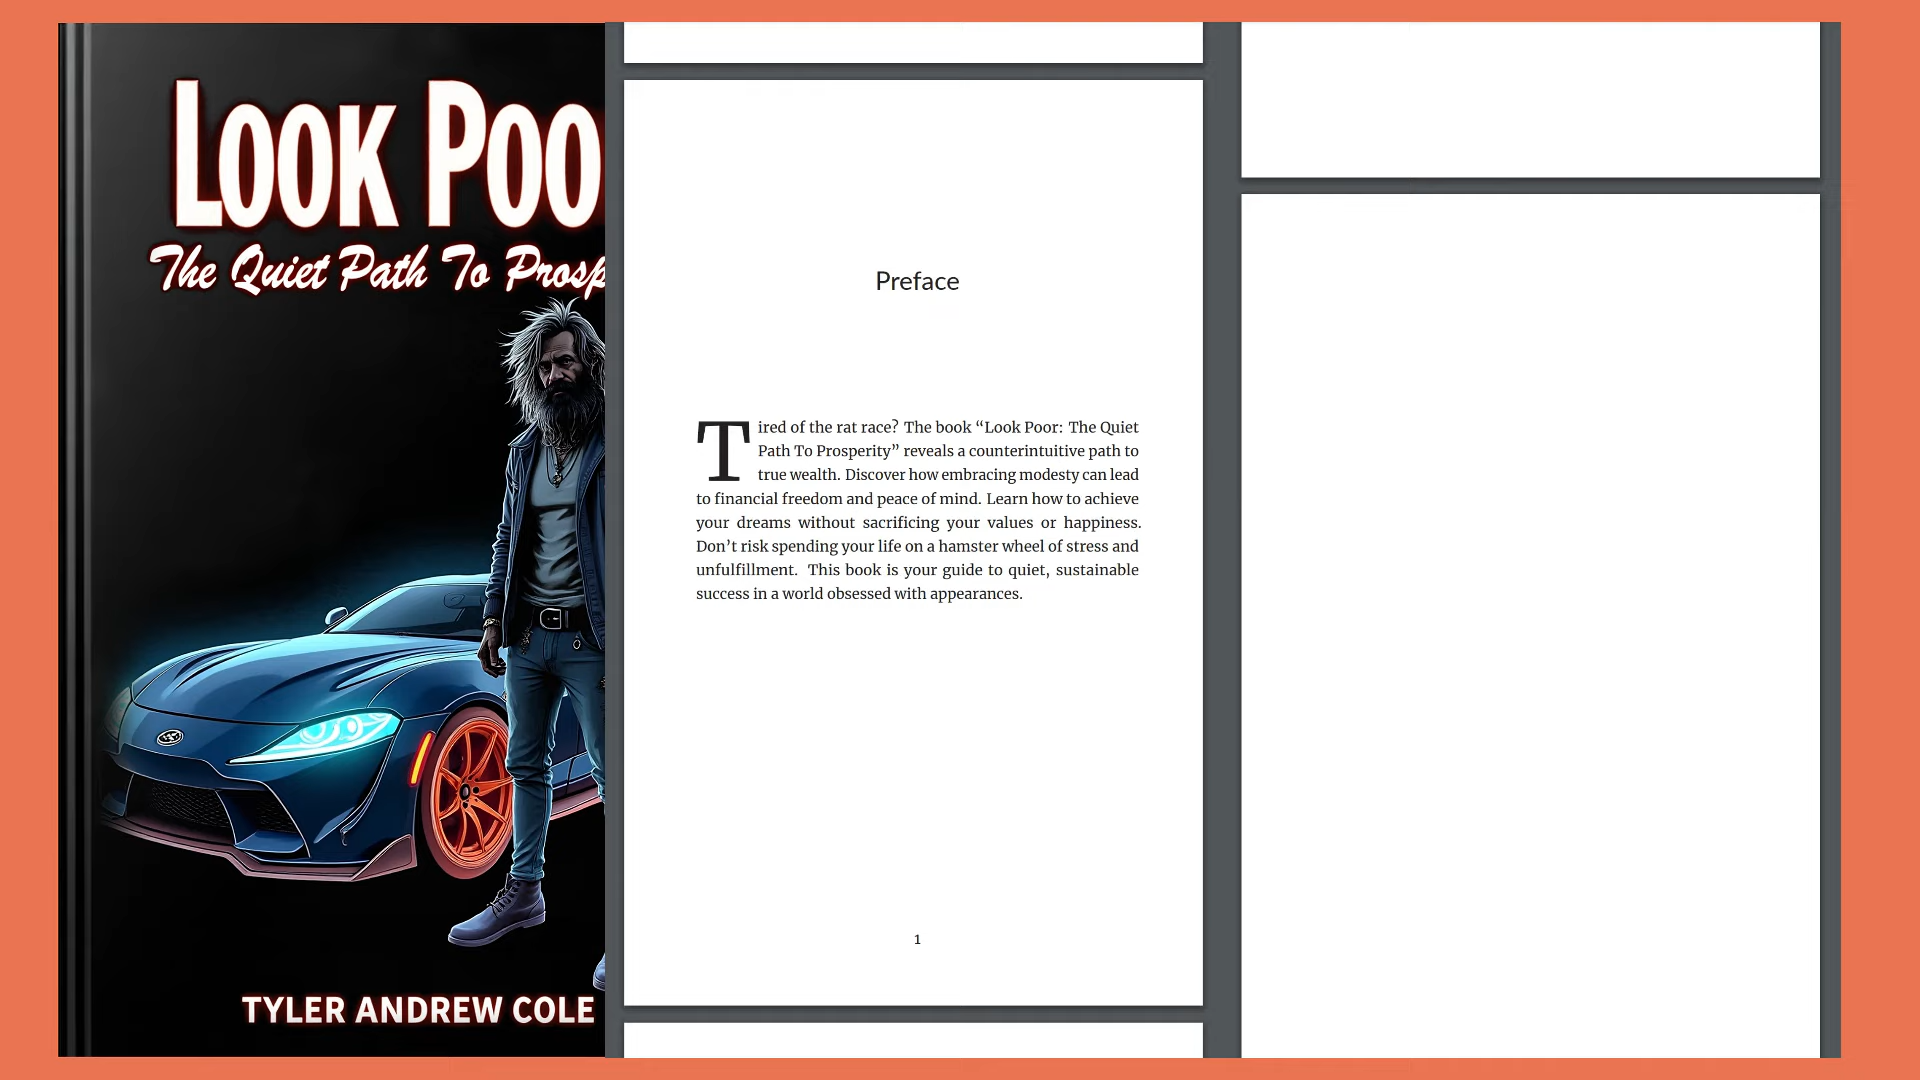 LOOK POO
The Quiet Path To Prosp
TYLER ANDREW COLE
Preface
Tired of the rat race? The book “Look Poor: The Quiet
Path To Prosperity” reveals a counterintuitive path to
true wealth. Discover how embracing modesty can lead
to financial freedom and peace of mind. Learn how to achieve
your dreams without sacrificing your values or happiness.
Don’t risk spending your life on a hamster wheel of stress and
unfulfillment. This book is your guide to quiet, sustainable
success in a world obsessed with appearances.
1